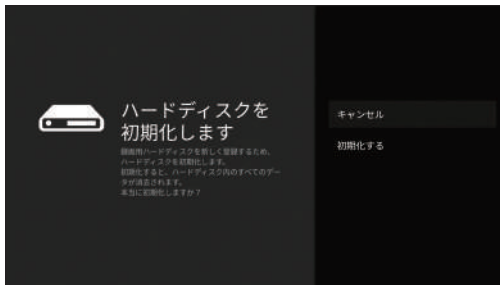 ハードディスクを
初期化します
録画用ハードディスクを新しく登録するため、
ハードディスクを初期化します。
初期化すると、ハードディスク内のすべてのデー
タが消去されます。
本当に初期化しますか？
キャンセル
初期化する